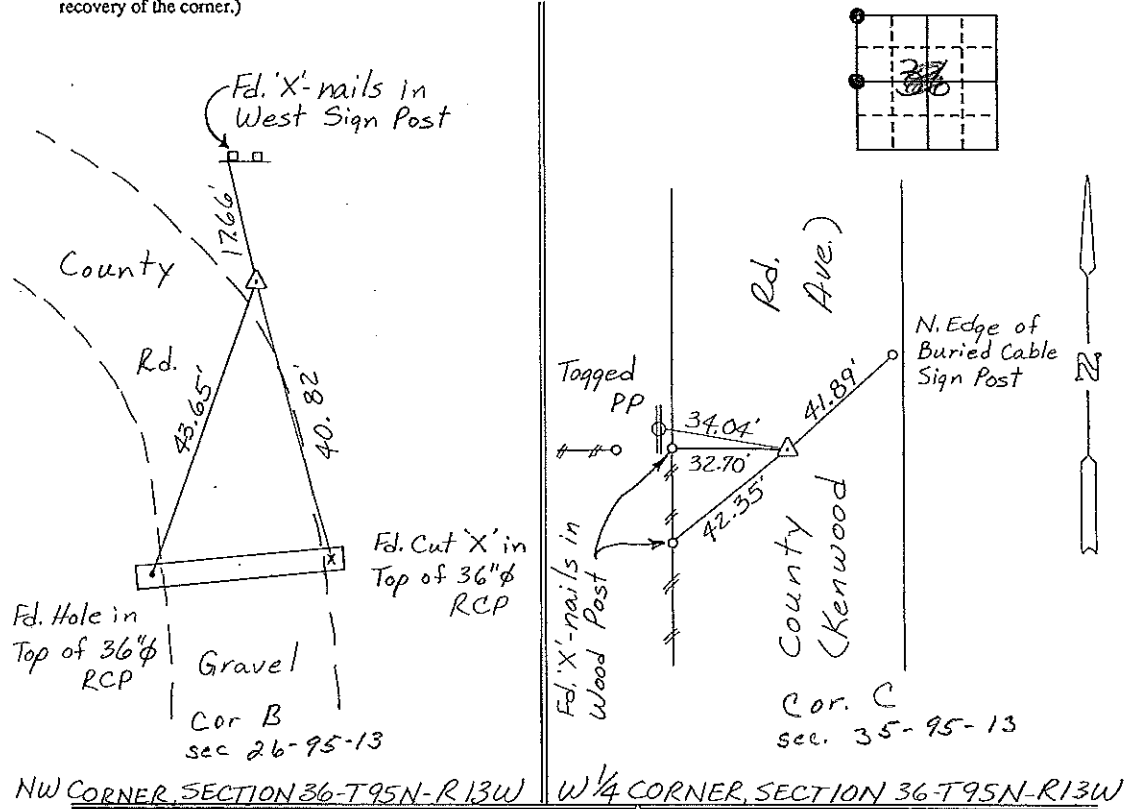 recovery of the corner.)
Fd. 'X'-nails in
West Sign Post
17.66'
County
Rd.
43.65'
40.82'
Fd. Cut 'X' in
Top of 36"ϕ
RCP
x
Fd. Hole in
Top of 36"ϕ
RCP
Gravel
Cor B
sec 26-95-13
NW CORNER, SECTION 36-T95N-R13W
36
Rd.
Ave.)
N. Edge of
Buried Cable
Sign Post
N
Tagged
PP
34.04'
41.89'
32.70'
42.35'
Fd. 'X'-nails in
Wood Post
County
(Kenwood
Cor. C
sec. 35-95-13
W 1/4 CORNER, SECTION 36-T95N-R13W